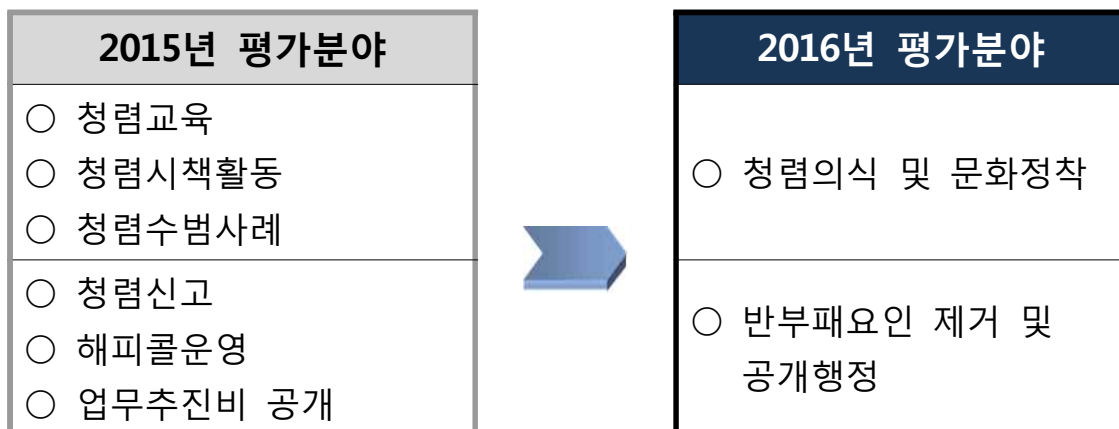 2015년 평가분야
○ 청렴교육
○ 청렴시책활동
○ 청렴수범사례
○ 청렴신고
○ 해피콜운영
○ 업무추진비 공개
2016년 평가분야
○ 청렴의식 및 문화정착
○ 반부패요인 제거 및
공개행정